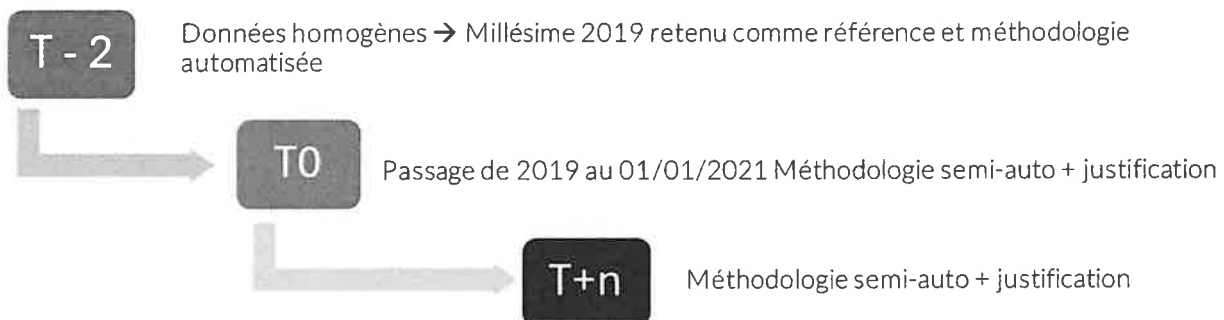 T - 2
Données homogènes → Millésime 2019 retenu comme référence et méthodologie
automatisée
T0
Passage de 2019 au 01/01/2021 Méthodologie semi-auto + justification
T+n
Méthodologie semi-auto + justification